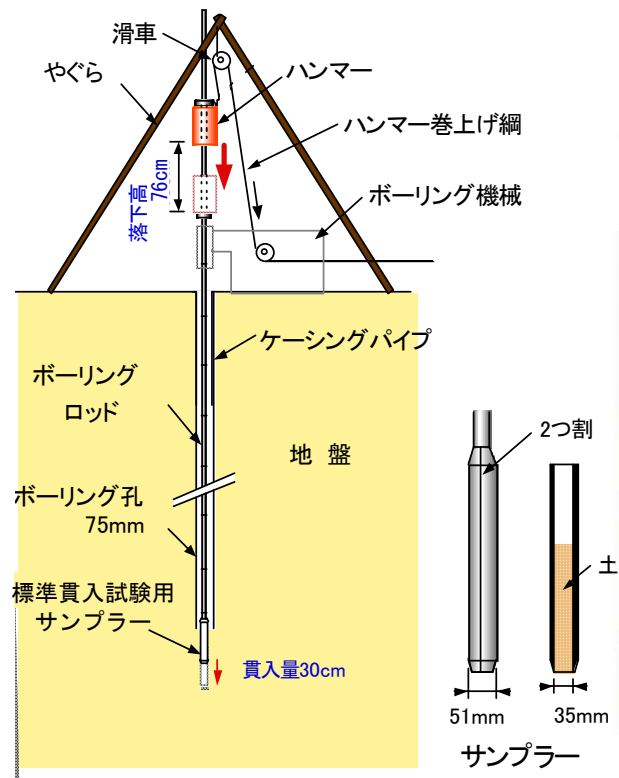 滑車
やぐら
ハンマー
ハンマー巻上げ綱
落下高
76cm
ボーリング機械
ケーシングパイプ
ボーリング
ロッド
地 盤
2つ割
ボーリング孔
75mm
土
標準貫入試験用
サンプラー
貫入量30cm
51mm
35mm
サンプラー